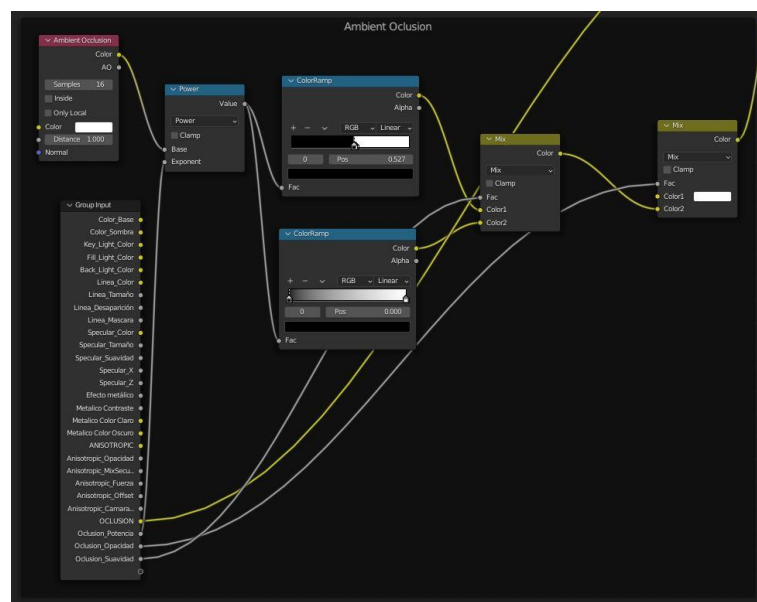 Ambient Oclusion
Ambient Occlusion
Color
AO
Samples 16
Inside
Only Local
Color
Distance 1.000
Normal
Power
Value
Power
Clamp
Base
Exponent
ColorRamp
Color
Alpha
+ − RGB Linear
0 Pos 0.527
Fac
ColorRamp
Color
Alpha
+ − RGB Linear
0 Pos 0.000
Fac
Mix
Color
Mix
Clamp
Fac
Color1
Color2
Mix
Color
Mix
Clamp
Fac
Color1
Color2
Group Input
Color_Base
Color_Sombra
Key_Light_Color
Fill_Light_Color
Back_Light_Color
Linea_Color
Linea_Tamaño
Linea_Desaparición
Linea_Mascara
Specular_Color
Specular_Tamaño
Specular_Suavidad
Specular_X
Specular_Z
Efecto metálico
Metalico Contraste
Metalico Color Claro
Metalico Color Oscuro
ANISOTROPIC
Anisotropic_Opacidad
Anisotropic_MixSecu...
Anisotropic_Fuerza
Anisotropic_Offset
Anisotropic_Camara...
OCLUSION
Oclusion_Potencia
Oclusion_Opacidad
Oclusion_Suavidad